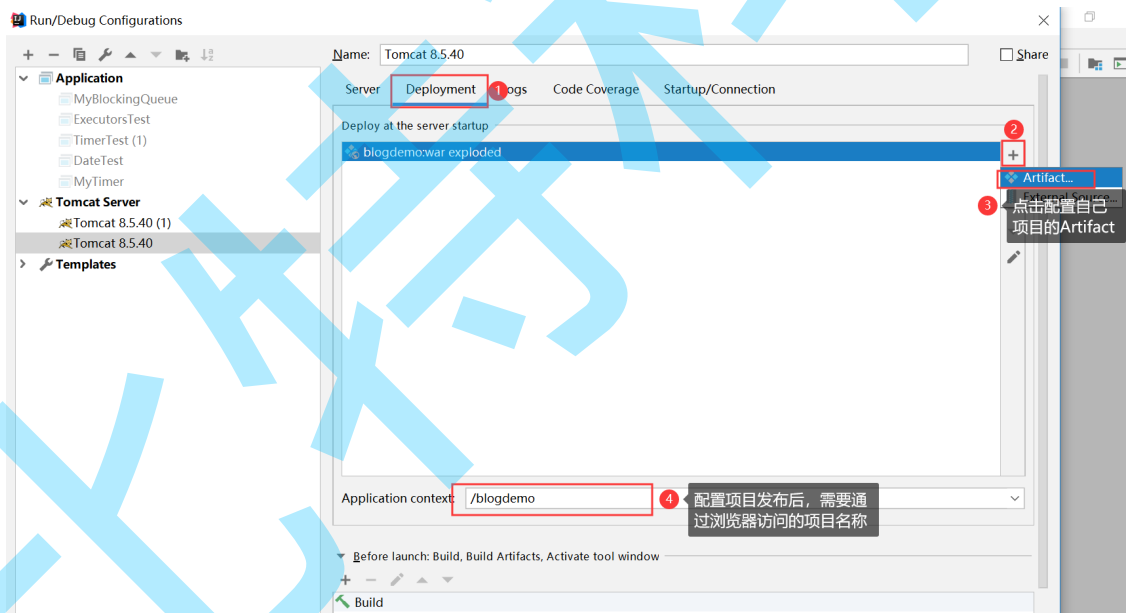 Run/Debug Configurations
Name: Tomcat 8.5.40
Share
Application
MyBlockingQueue
ExecutorsTest
TimerTest (1)
DateTest
MyTimer
Tomcat Server
Tomcat 8.5.40 (1)
Tomcat 8.5.40
Templates
Server Deployment 1 ogs Code Coverage Startup/Connection
Deploy at the server startup
2
blogdemo:war exploded
Artifact...
External Source...
3 点击配置自己
项目的Artifact
Application context: /blogdemo
4 配置项目发布后，需要通
过浏览器访问的项目名称
Before launch: Build, Build Artifacts, Activate tool window
Build